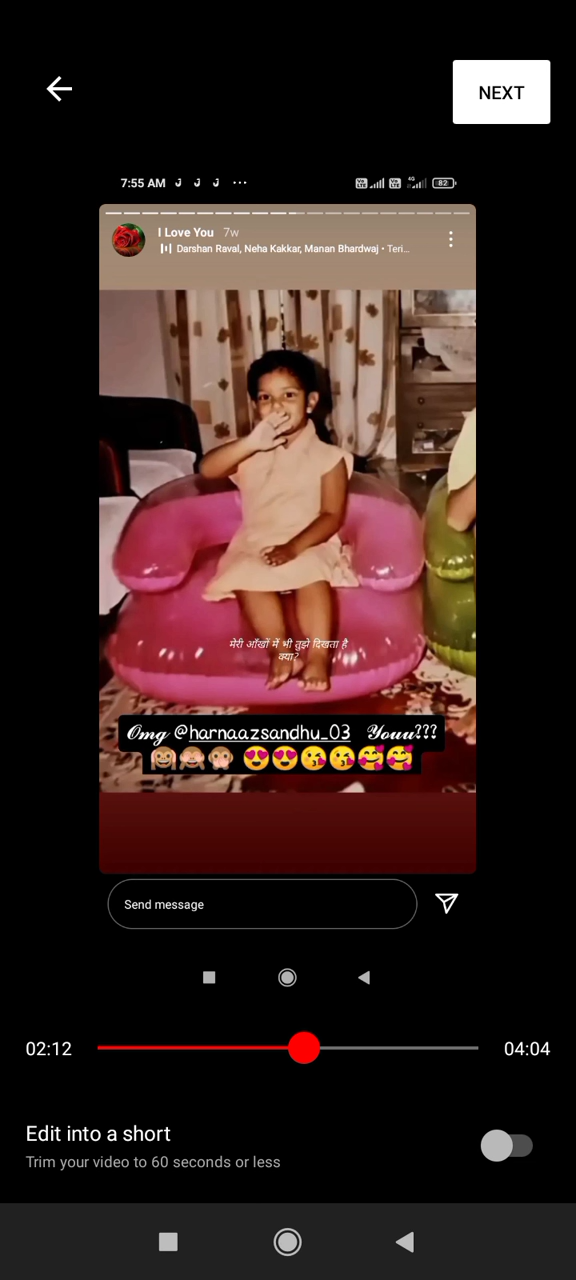 NEXT
7:55 AM
82
I Love You 7w
Darshan Raval, Neha Kakkar, Manan Bhardwaj • Teri...
मेरी आँखों में भी तुझे दिखता है
क्या?
Omg @harnaazsandhu_03 Youu???
🙉🙈🙊 😍😍😘😘🥰🥰
Send message
02:12
04:04
Edit into a short
Trim your video to 60 seconds or less